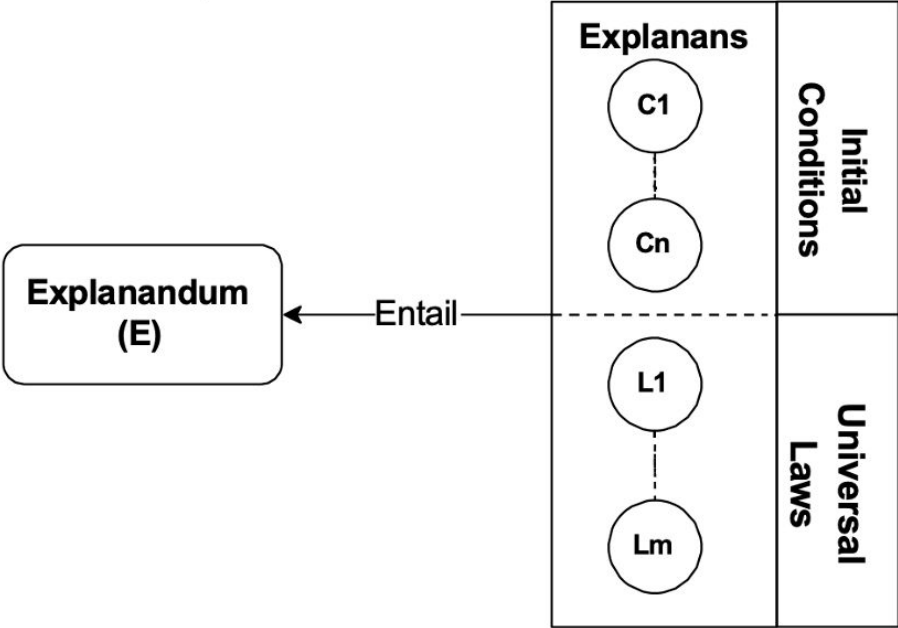 Explanans
C1
Cn
Initial
Conditions
Explanandum
(E)
Entail
L1
Lm
Universal
Laws